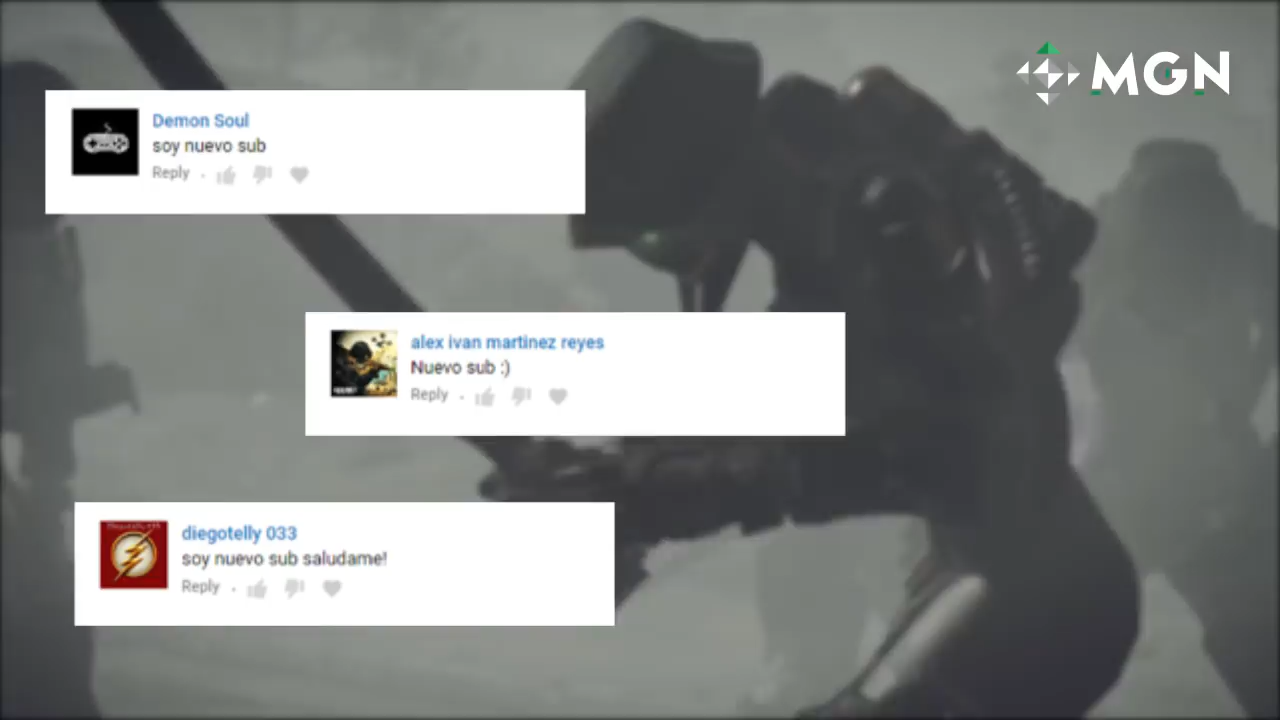 MGN
Demon Soul
soy nuevo sub
Reply
alex ivan martinez reyes
Nuevo sub :)
Reply
diegotelly 033
soy nuevo sub saludame!
Reply